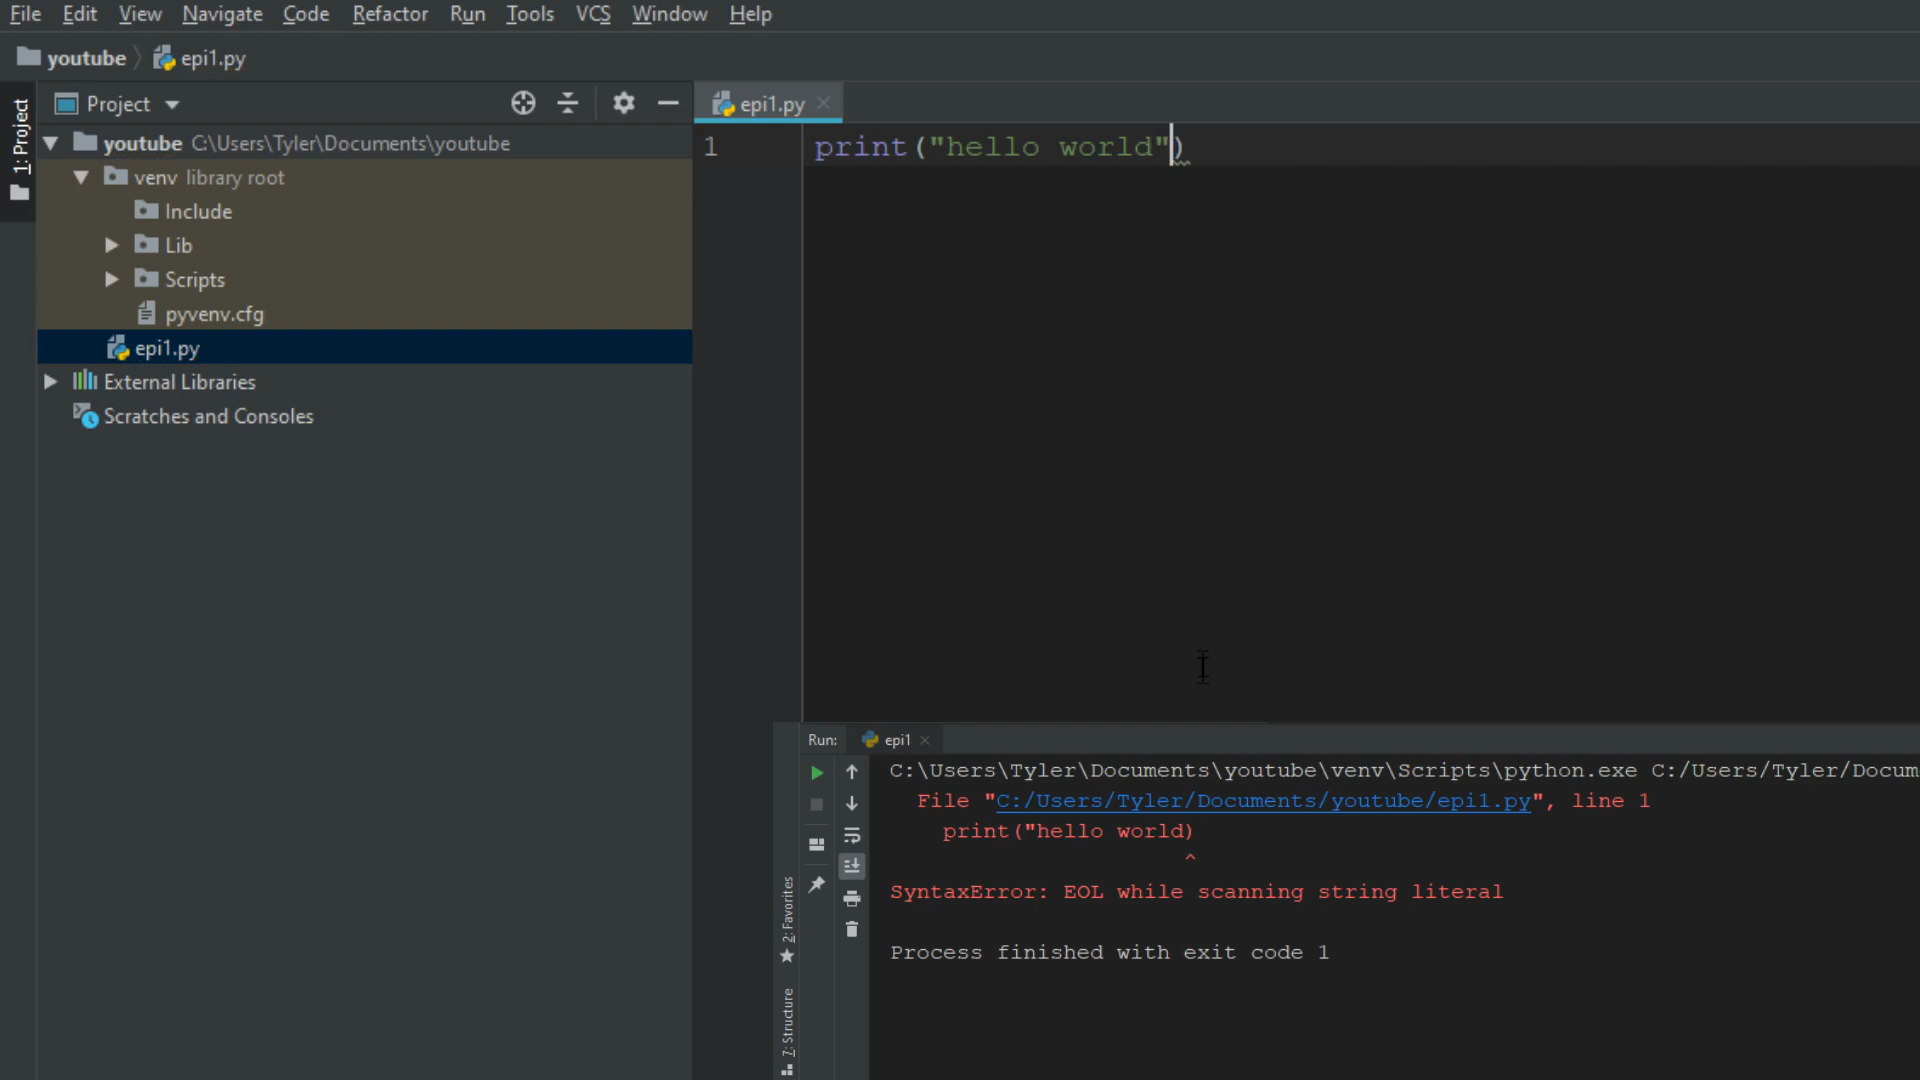 File Edit View Navigate Code Refactor Run Tools VCS Window Help
youtube epi1.py
1: Project
Project
epi1.py
youtube C:\Users\Tyler\Documents\youtube
venv library root
Include
Lib
Scripts
pyvenv.cfg
epi1.py
External Libraries
Scratches and Consoles
1 print("hello world")
Run: epi1
C:\Users\Tyler\Documents\youtube\venv\Scripts\python.exe C:/Users/Tyler/Docum
File "C:/Users/Tyler/Documents/youtube/epi1.py", line 1
print("hello world)
^
SyntaxError: EOL while scanning string literal
Process finished with exit code 1
2: Favorites
7: Structure